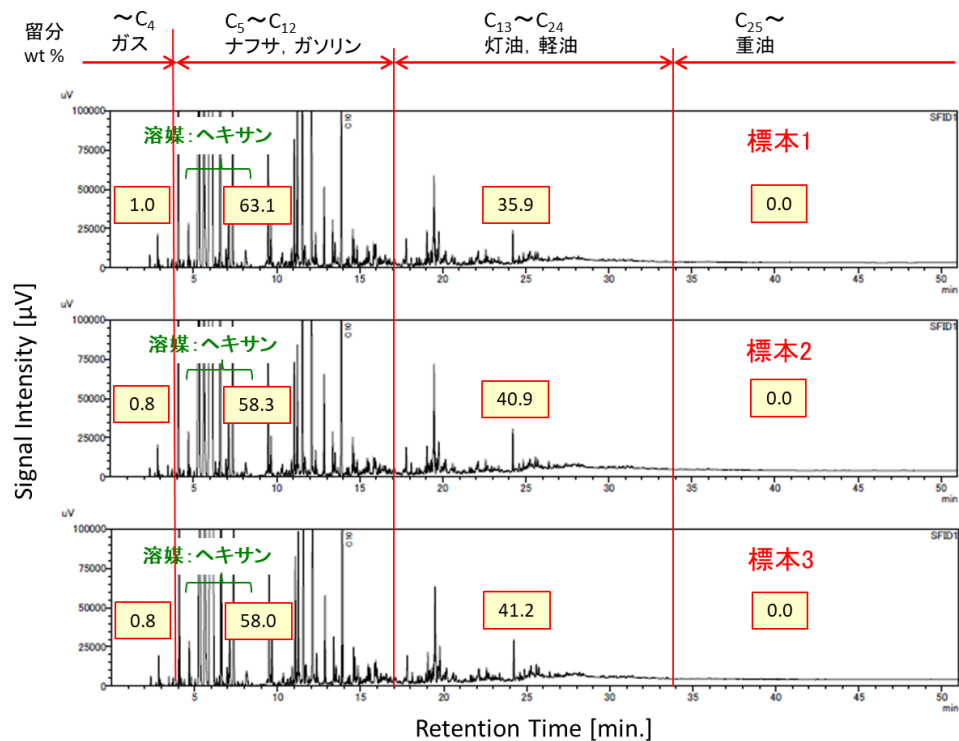 留分
wt %
～C₄
ガス
C₅～C₁₂
ナフサ, ガソリン
C₁₃～C₂₄
灯油, 軽油
C₂₅～
重油
Signal Intensity [μV]
uV
100000
75000
50000
25000
0
溶媒：ヘキサン
C10
SFID1
標本1
1.0
63.1
35.9
0.0
5 10 15 20 25 30 35 40 45 50
min
uV
100000
75000
50000
25000
0
溶媒：ヘキサン
C10
SFID1
標本2
0.8
58.3
40.9
0.0
5 10 15 20 25 30 35 40 45 50
min
uV
100000
75000
50000
25000
0
溶媒：ヘキサン
C10
SFID1
標本3
0.8
58.0
41.2
0.0
5 10 15 20 25 30 35 40 45 50
min
Retention Time [min.]